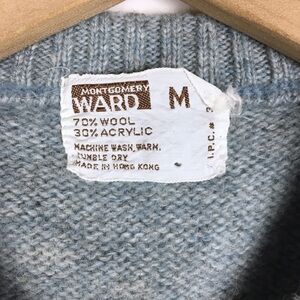 MONTGOMERY
WARD M
70% WOOL
30% ACRYLIC
MACHINE WASH, WARM,
TUMBLE DRY
MADE IN HONG KONG
I.P.C. #